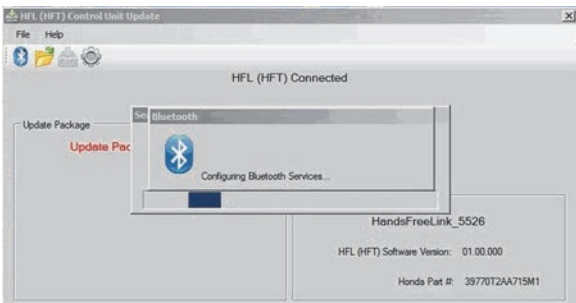 HFL (HFT) Control Unit Update
File Help
HFL (HFT) Connected
Se
Bluetooth
Update Package
Update Pac
Configuring Bluetooth Services...
HandsFreeLink_5526
HFL (HFT) Software Version: 01.00.000
Honda Part #: 39770T2AA715M1